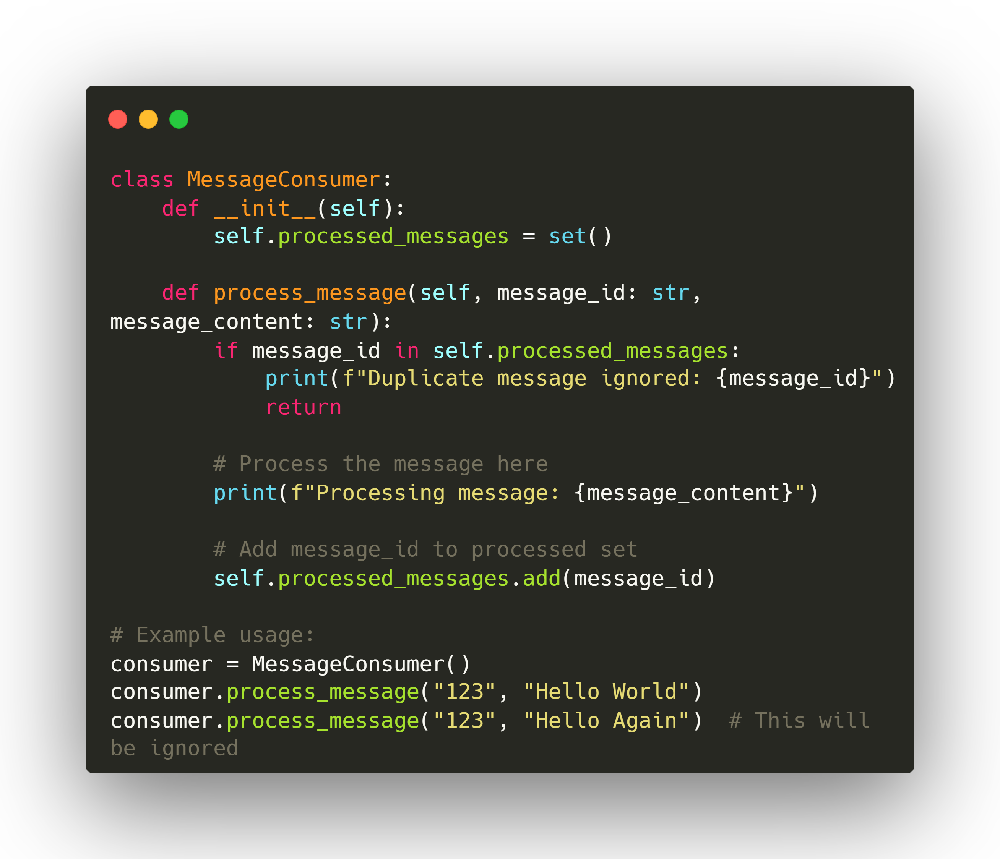 class MessageConsumer:
    def __init__(self):
        self.processed_messages = set()

    def process_message(self, message_id: str,
message_content: str):
        if message_id in self.processed_messages:
            print(f"Duplicate message ignored: {message_id}")
            return

        # Process the message here
        print(f"Processing message: {message_content}")

        # Add message_id to processed set
        self.processed_messages.add(message_id)

# Example usage:
consumer = MessageConsumer()
consumer.process_message("123", "Hello World")
consumer.process_message("123", "Hello Again")  # This will
be ignored